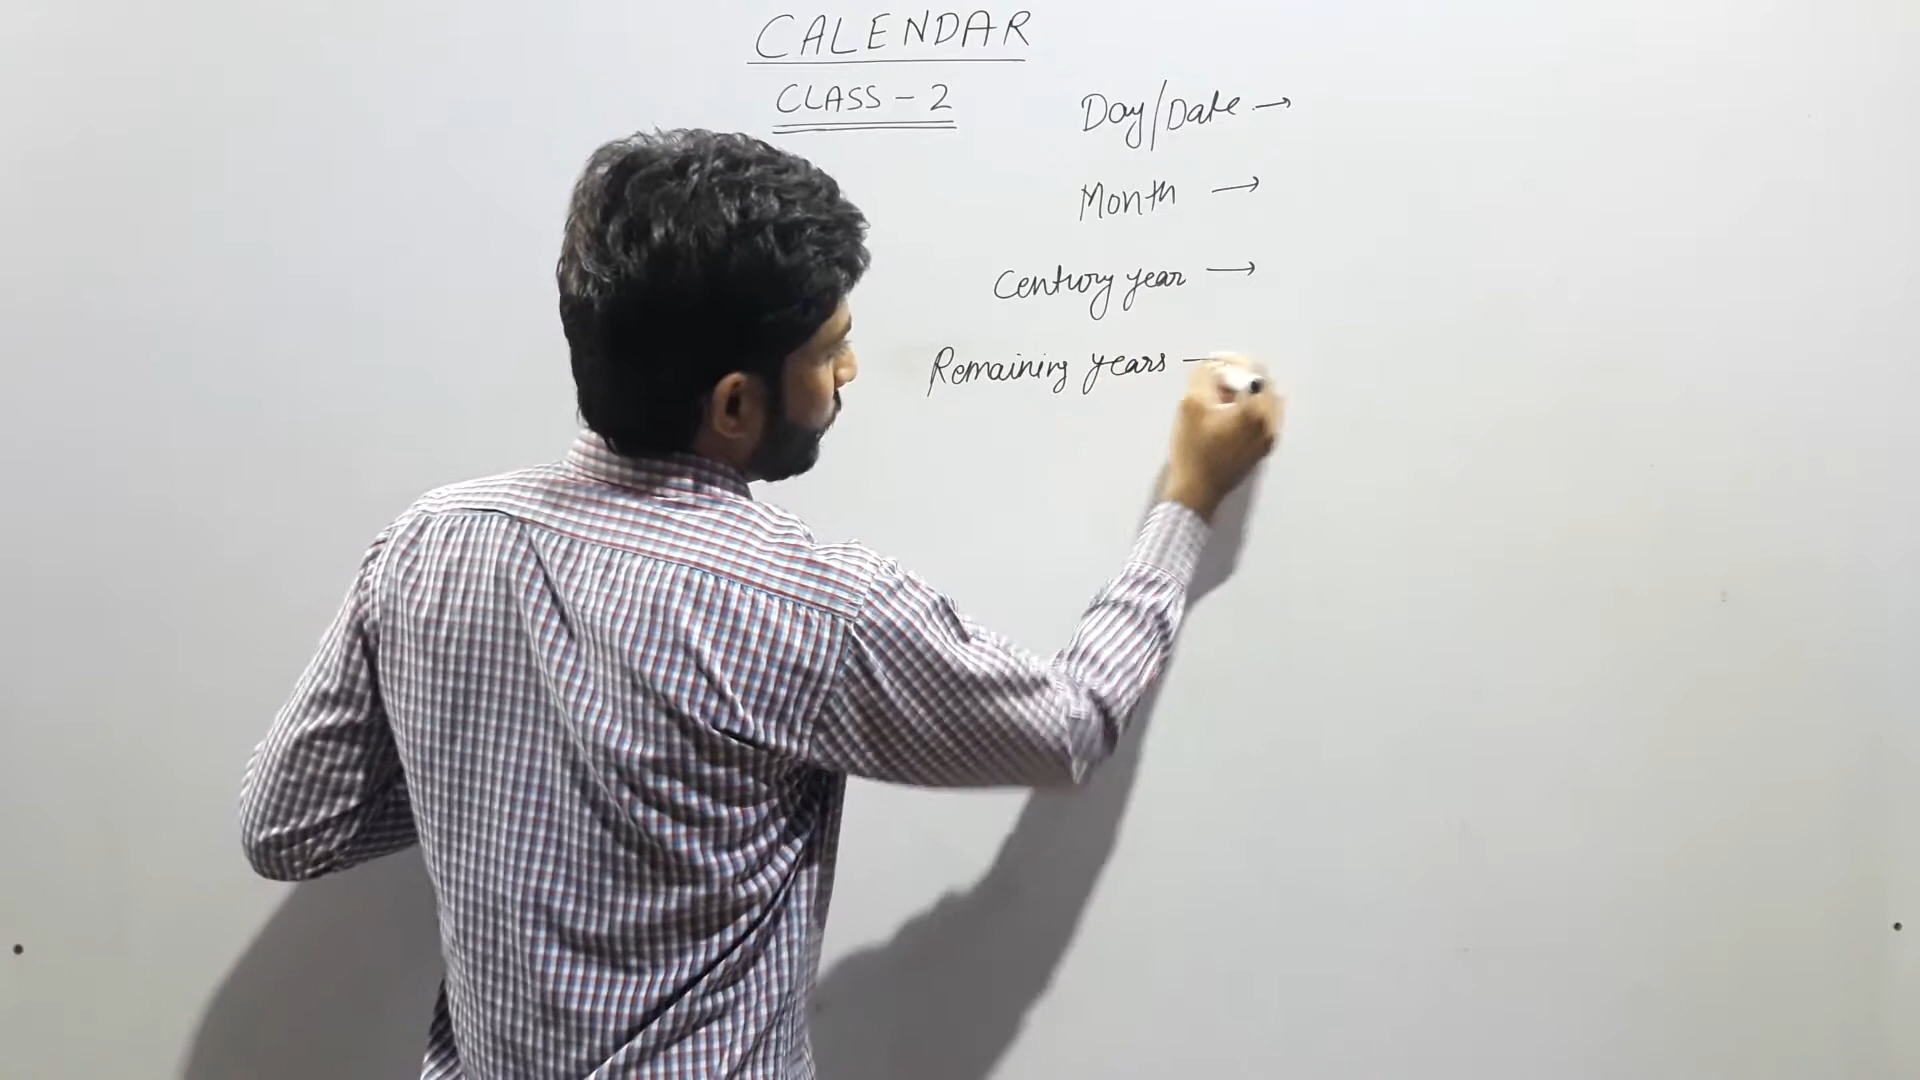 CALENDAR
CLASS - 2
Day/Date →
Month →
Century year →
Remaining years —